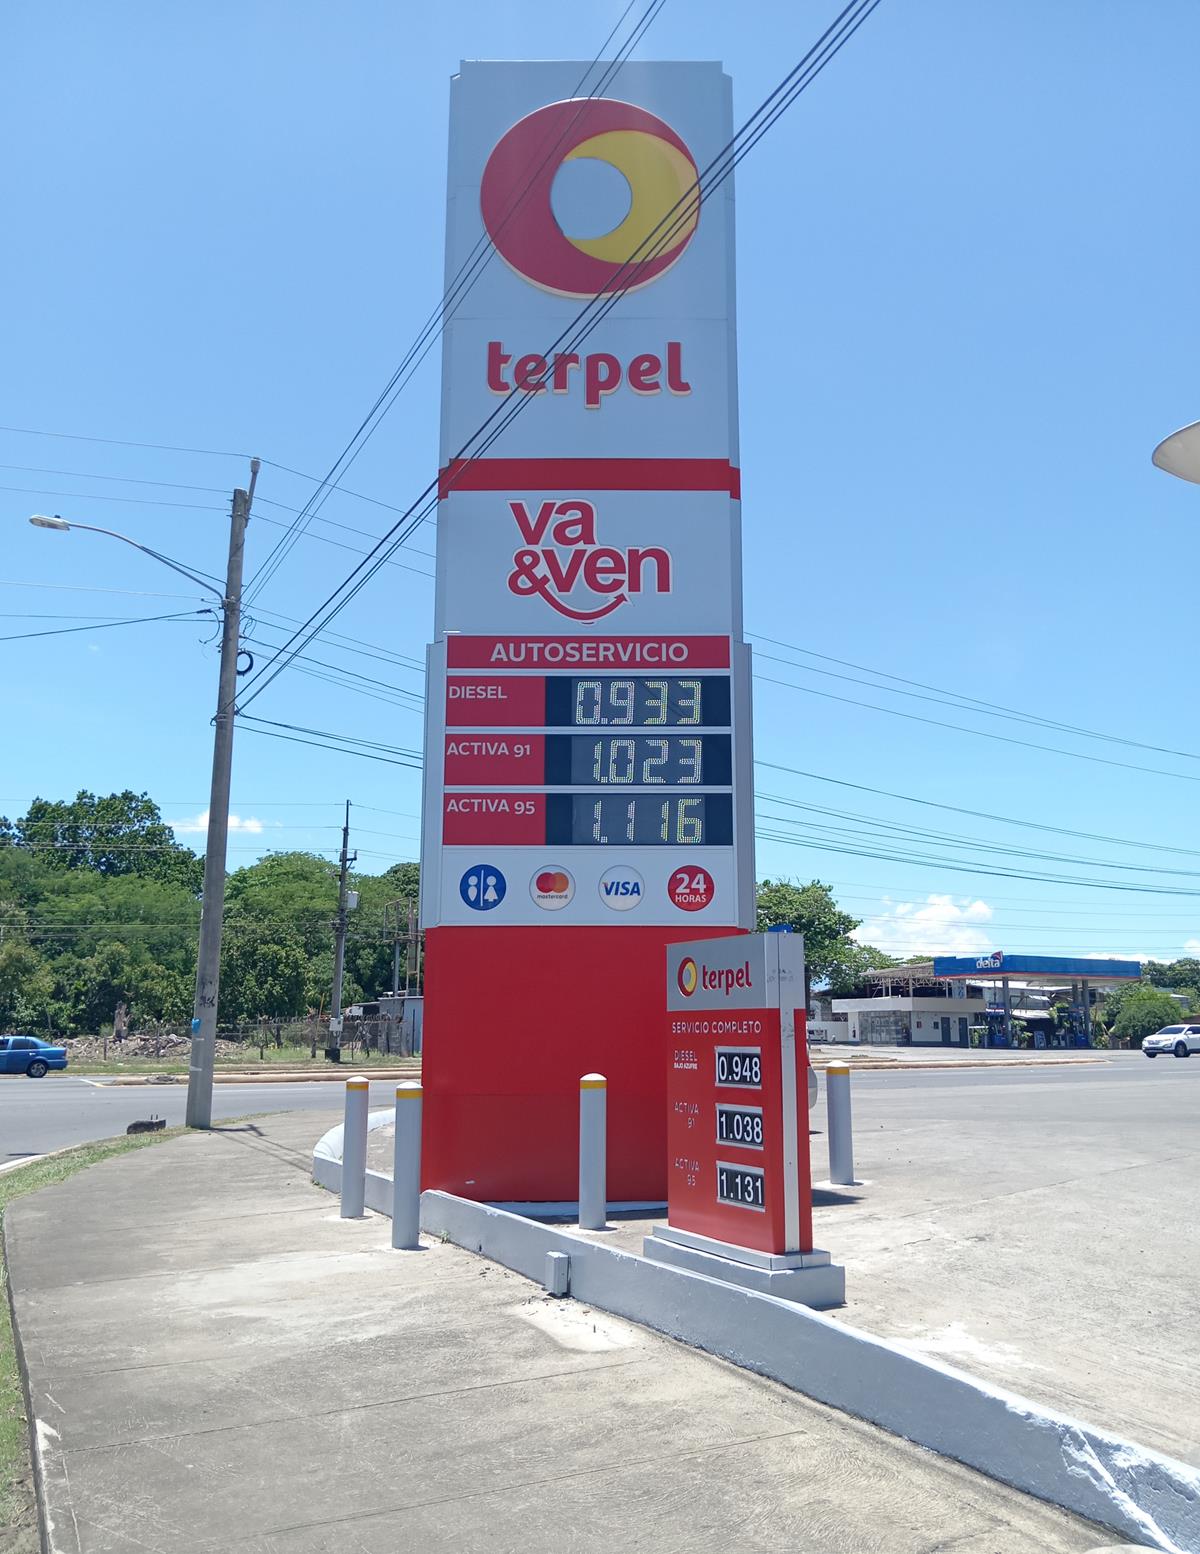 terpel
va
&ven
AUTOSERVICIO
DIESEL 0.933
ACTIVA 91 1.023
ACTIVA 95 1.116
mastercard
VISA
24
HORAS
delta
terpel
SERVICIO COMPLETO
DIESEL
BAJO AZUFRE
0.948
ACTIVA
91
1.038
ACTIVA
95
1.131